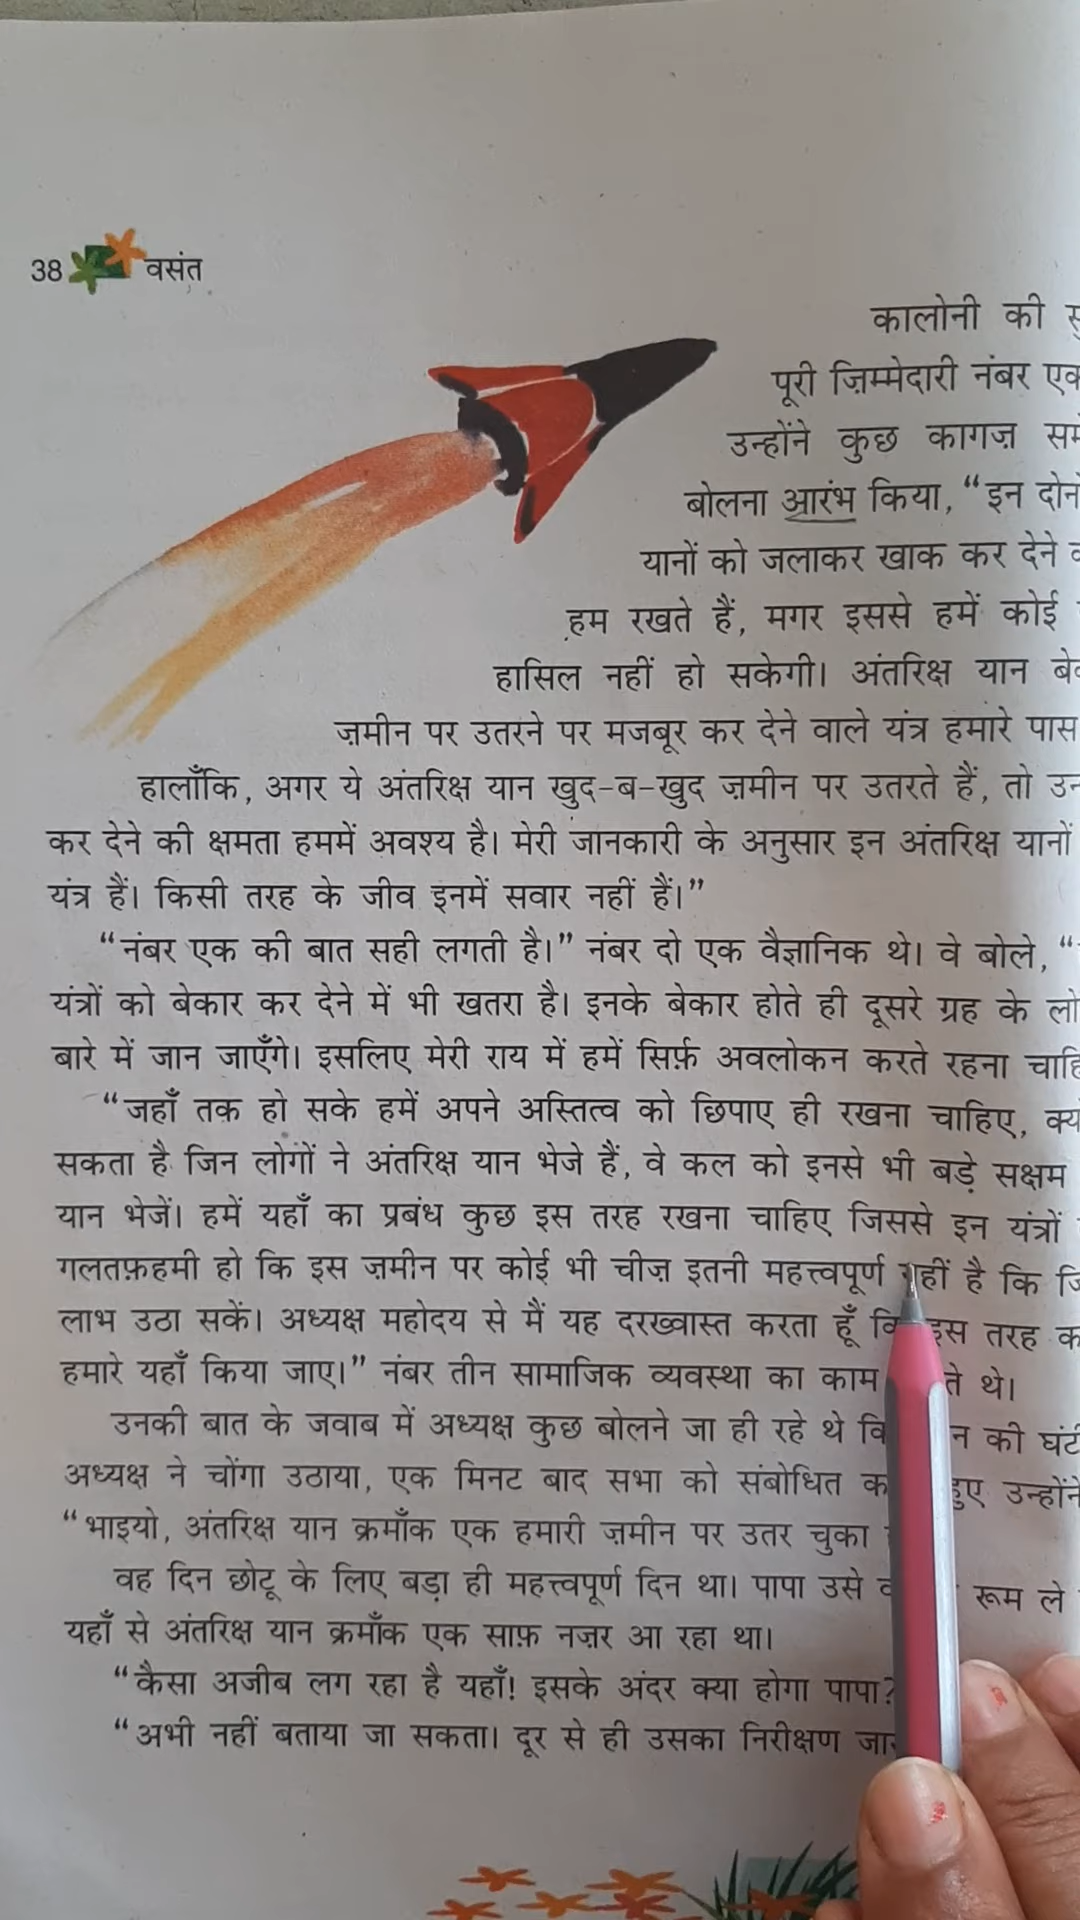 38 वसंत
कालोनी की
पूरी ज़िम्मेदारी नंबर एक
उन्होंने कुछ कागज़
बोलना आरंभ किया, “इन
यानों को जलाकर खाक कर देने
हम रखते हैं, मगर इससे हमें कोई
हासिल नहीं हो सकेगी। अंतरिक्ष यान
ज़मीन पर उतरने पर मजबूर कर देने वाले यंत्र हमारे पास
हालाँकि, अगर ये अंतरिक्ष यान खुद-ब-खुद ज़मीन पर उतरते हैं, तो
कर देने की क्षमता हममें अवश्य है। मेरी जानकारी के अनुसार इन अंतरिक्ष यानों
यंत्र हैं। किसी तरह के जीव इनमें सवार नहीं हैं।”
“नंबर एक की बात सही लगती है।” नंबर दो एक वैज्ञानिक थे। वे बोले, “
यंत्रों को बेकार कर देने में भी खतरा है। इनके बेकार होते ही दूसरे ग्रह के
बारे में जान जाएँगे। इसलिए मेरी राय में हमें सिर्फ़ अवलोकन करते रहना
“जहाँ तक हो सके हमें अपने अस्तित्व को छिपाए ही रखना चाहिए,
सकता है जिन लोगों ने अंतरिक्ष यान भेजे हैं, वे कल को इनसे भी बड़े सक्षम
यान भेजें। हमें यहाँ का प्रबंध कुछ इस तरह रखना चाहिए जिससे इन यंत्रों
गलतफ़हमी हो कि इस ज़मीन पर कोई भी चीज़ इतनी महत्त्वपूर्ण नहीं है कि
लाभ उठा सकें। अध्यक्ष महोदय से मैं यह दरख्वास्त करता हूँ कि इस तरह
हमारे यहाँ किया जाए।” नंबर तीन सामाजिक व्यवस्था का काम थे।
उनकी बात के जवाब में अध्यक्ष कुछ बोलने जा ही रहे थे कि की
अध्यक्ष ने चोंगा उठाया, एक मिनट बाद सभा को संबोधित हुए उन्होंने
“भाइयो, अंतरिक्ष यान क्रमाँक एक हमारी ज़मीन पर उतर चुका
वह दिन छोटू के लिए बड़ा ही महत्त्वपूर्ण दिन था। पापा उसे रूम ले
यहाँ से अंतरिक्ष यान क्रमाँक एक साफ़ नज़र आ रहा था।
“कैसा अजीब लग रहा है यहाँ! इसके अंदर क्या होगा पापा?
“अभी नहीं बताया जा सकता। दूर से ही उसका निरीक्षण